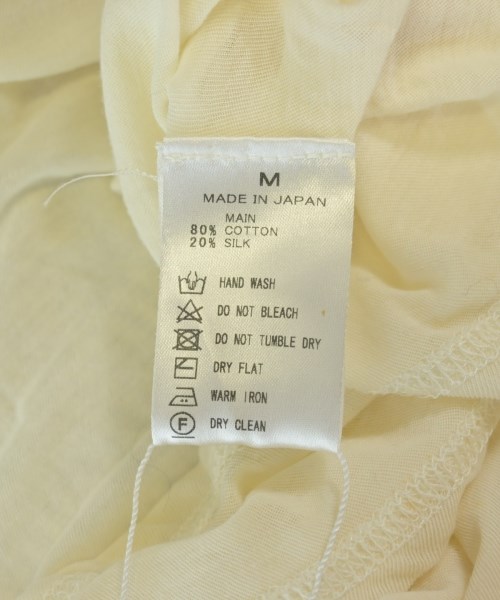 M
MADE IN JAPAN
MAIN
80% COTTON
20% SILK
HAND WASH
DO NOT BLEACH
DO NOT TUMBLE DRY
DRY FLAT
WARM IRON
F DRY CLEAN